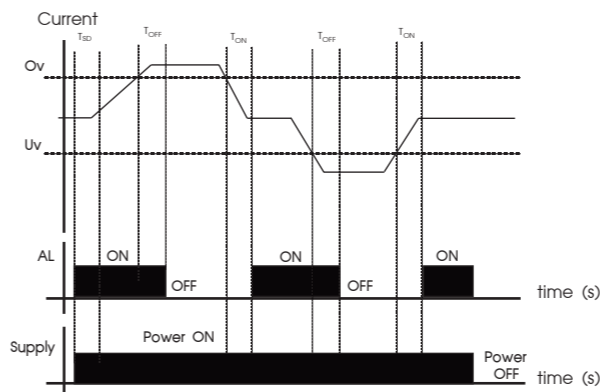 Current
TSD TOFF TON TOFF TON
Ov
Uv
AL ON OFF ON OFF ON
time (s)
Supply Power ON
Power OFF
time (s)